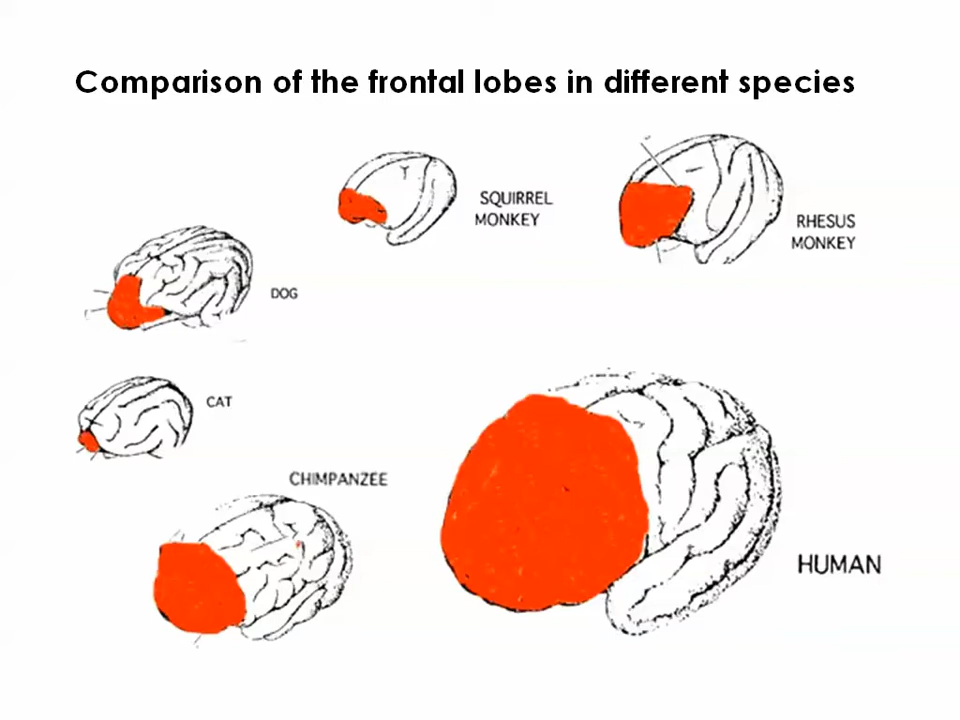 Comparison of the frontal lobes in different species
SQUIRREL
MONKEY
RHESUS
MONKEY
DOG
CAT
CHIMPANZEE
HUMAN